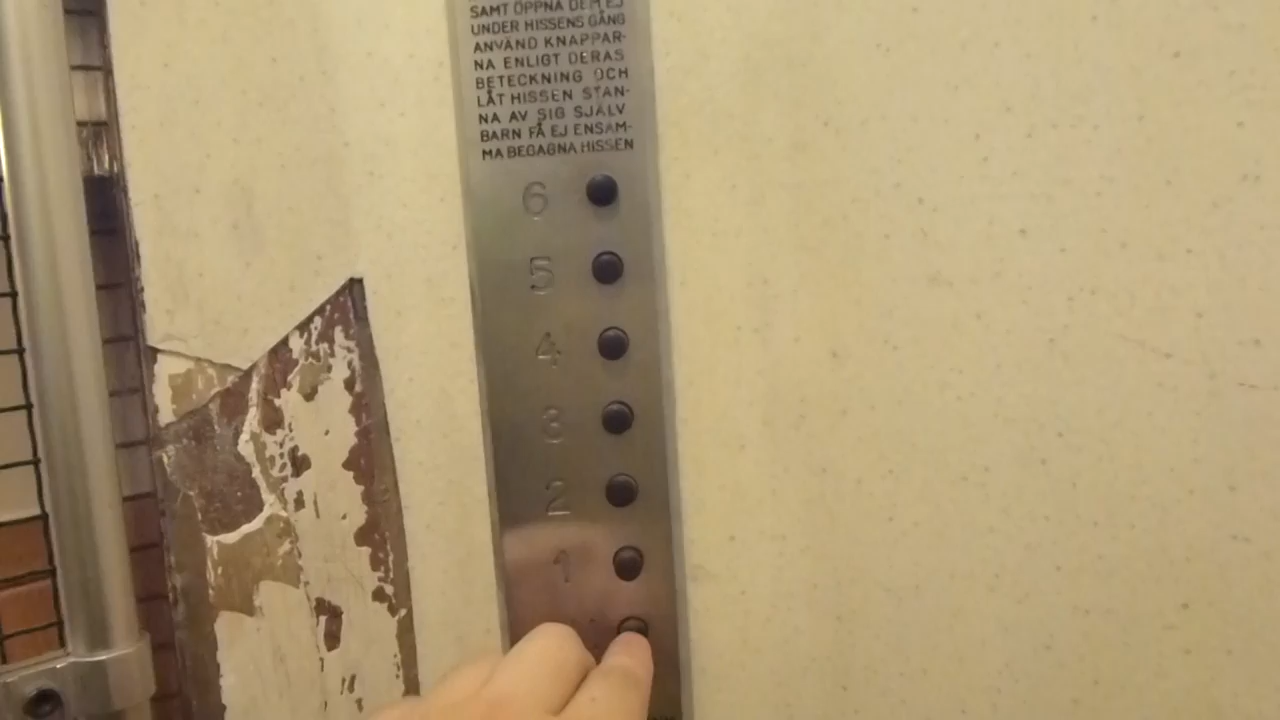 SAMT ÖPPNA DEM EJ
UNDER HISSENS GÅNG
ANVÄND KNAPPAR-
NA ENLIGT DERAS
BETECKNING OCH
LÅT HISSEN STAN-
NA AV SIG SJÄLV
BARN FÅ EJ ENSAM-
MA BEGAGNA HISSEN
6
5
4
3
2
1